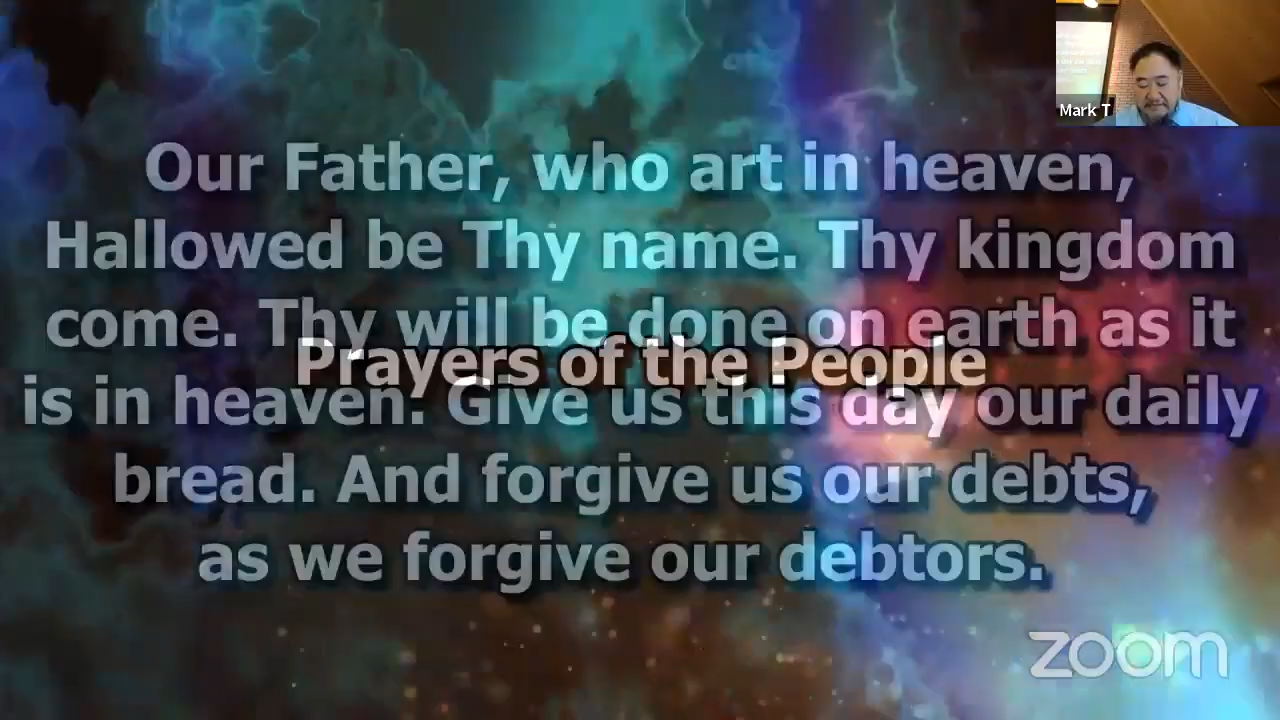 Mark T
Our Father, who art in heaven,
Hallowed be Thy name. Thy kingdom
come. Thy will be done on earth as it
Prayers of the People
is in heaven. Give us this day our daily
bread. And forgive us our debts,
as we forgive our debtors.
zoom